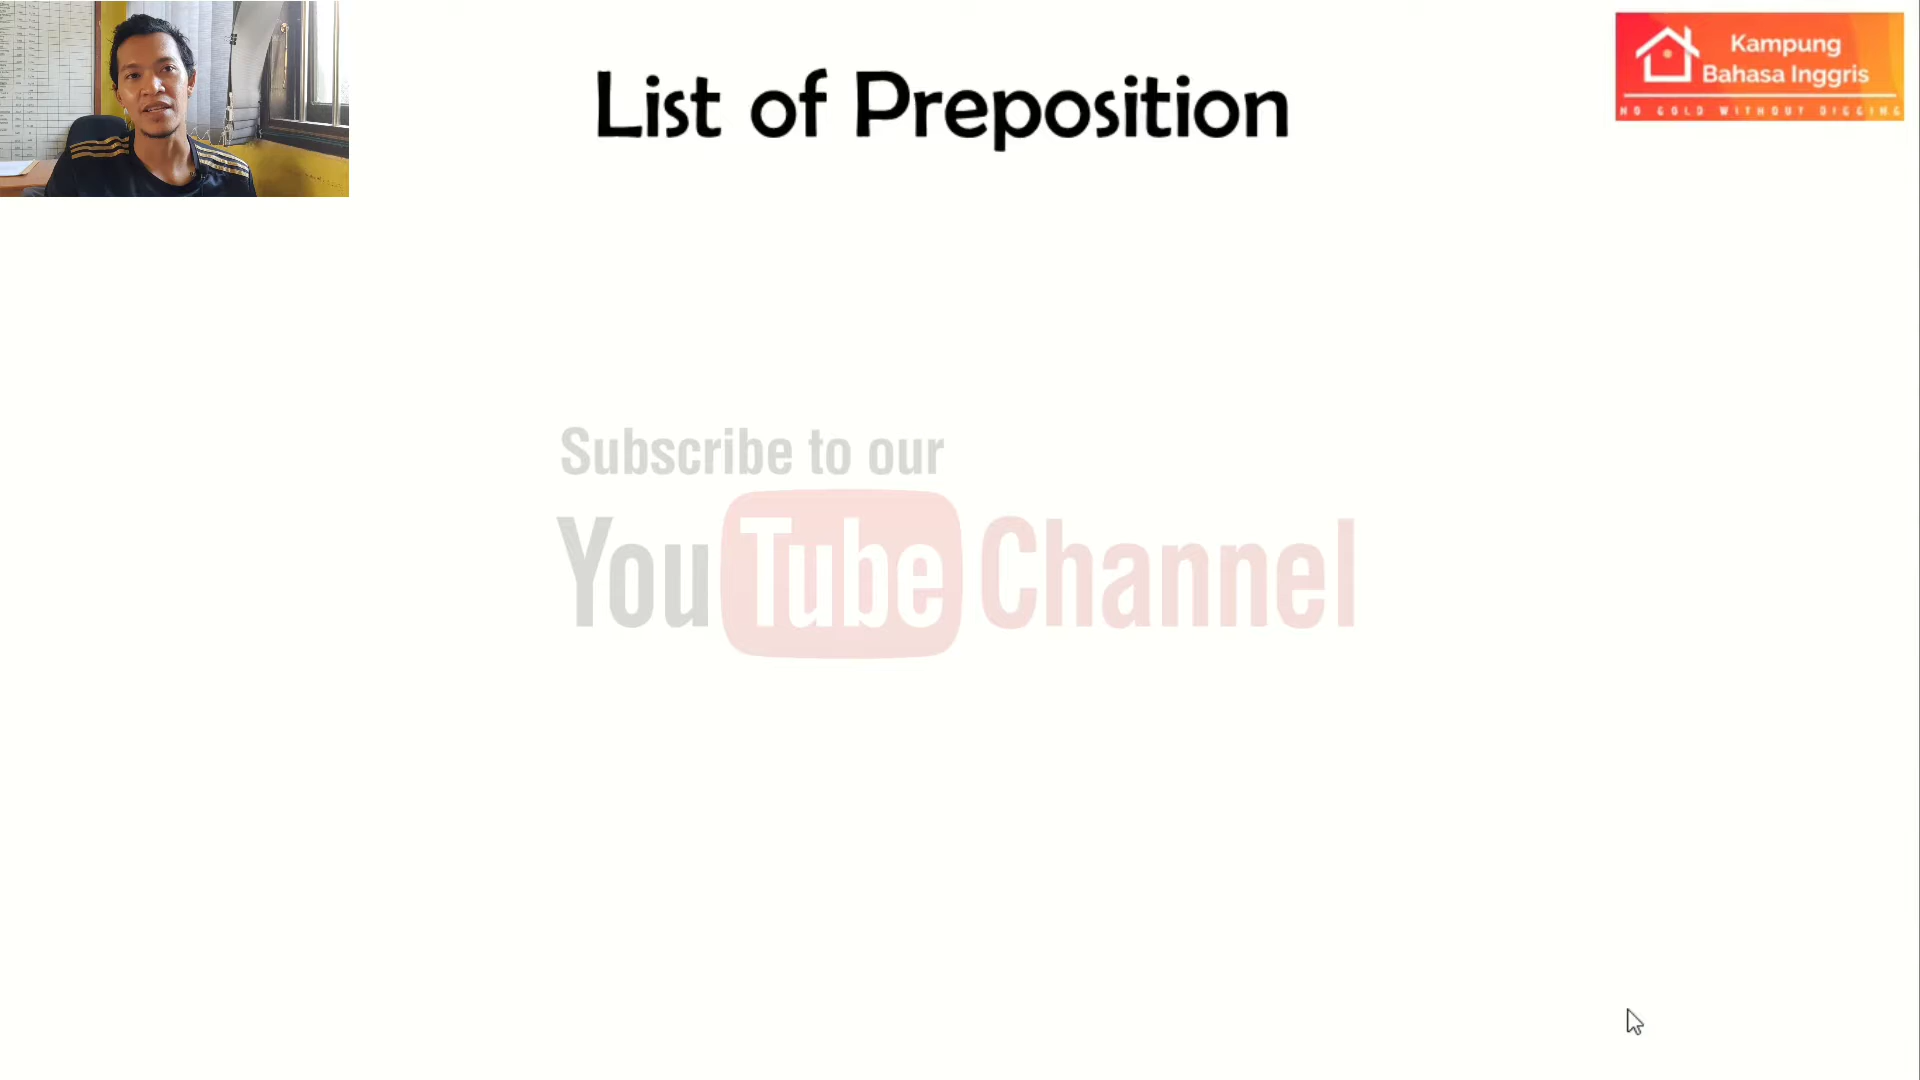 List of Preposition
Kampung
Bahasa Inggris
NO GOLD WITHOUT DIGGING
Subscribe to our
YouTube Channel